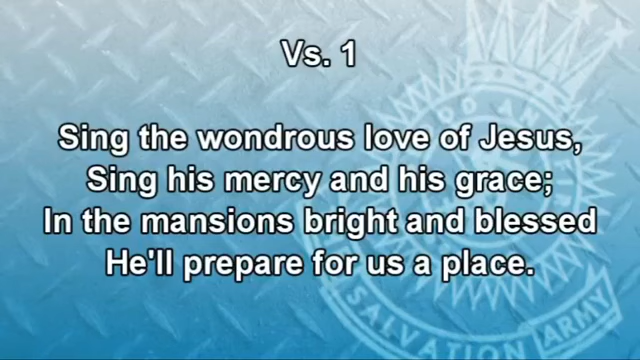 Vs. 1
Sing the wondrous love of Jesus,
Sing his mercy and his grace;
In the mansions bright and blessed
He'll prepare for us a place.
SALVATION ARMY